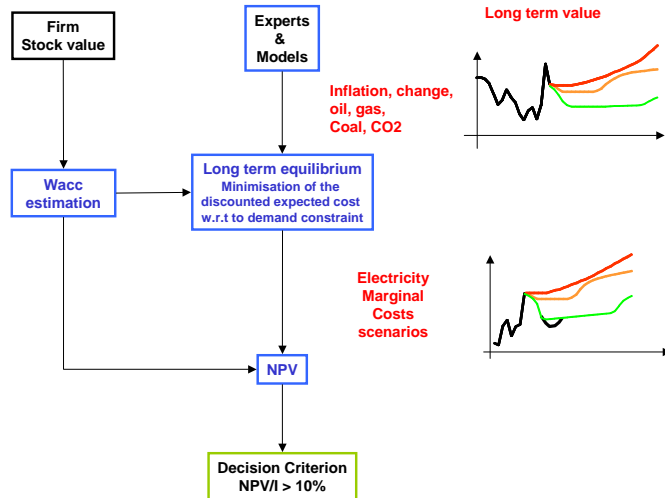 Firm
Stock value
Experts
&
Models
Long term value
Inflation, change,
oil, gas,
Coal, CO2
Wacc
estimation
Long term equilibrium
Minimisation of the
discounted expected cost
w.r.t to demand constraint
Electricity
Marginal
Costs
scenarios
NPV
Decision Criterion
NPV/I > 10%